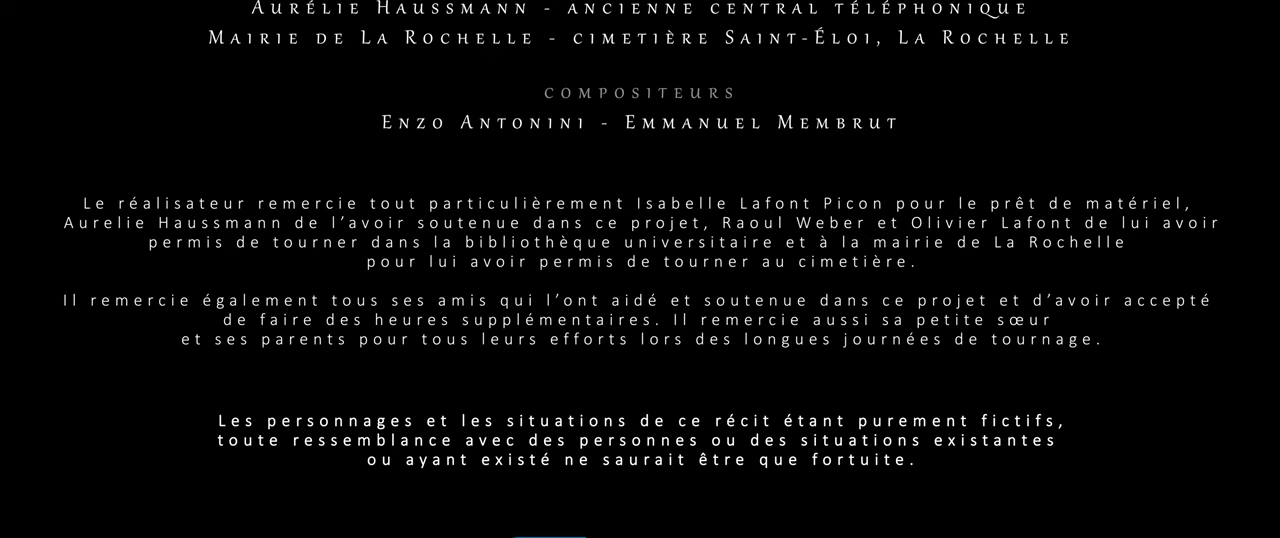 Aurélie Haussmann - ancienne central téléphonique
Mairie de La Rochelle - cimetière Saint-Éloi, La Rochelle
compositeurs
Enzo Antonini - Emmanuel Membrut
Le réalisateur remercie tout particulièrement Isabelle Lafont Picon pour le prêt de matériel,
Aurelie Haussmann de l’avoir soutenue dans ce projet, Raoul Weber et Olivier Lafont de lui avoir
permis de tourner dans la bibliothèque universitaire et à la mairie de La Rochelle
pour lui avoir permis de tourner au cimetière.
Il remercie également tous ses amis qui l’ont aidé et soutenue dans ce projet et d’avoir accepté
de faire des heures supplémentaires. Il remercie aussi sa petite sœur
et ses parents pour tous leurs efforts lors des longues journées de tournage.
Les personnages et les situations de ce récit étant purement fictifs,
toute ressemblance avec des personnes ou des situations existantes
ou ayant existé ne saurait être que fortuite.